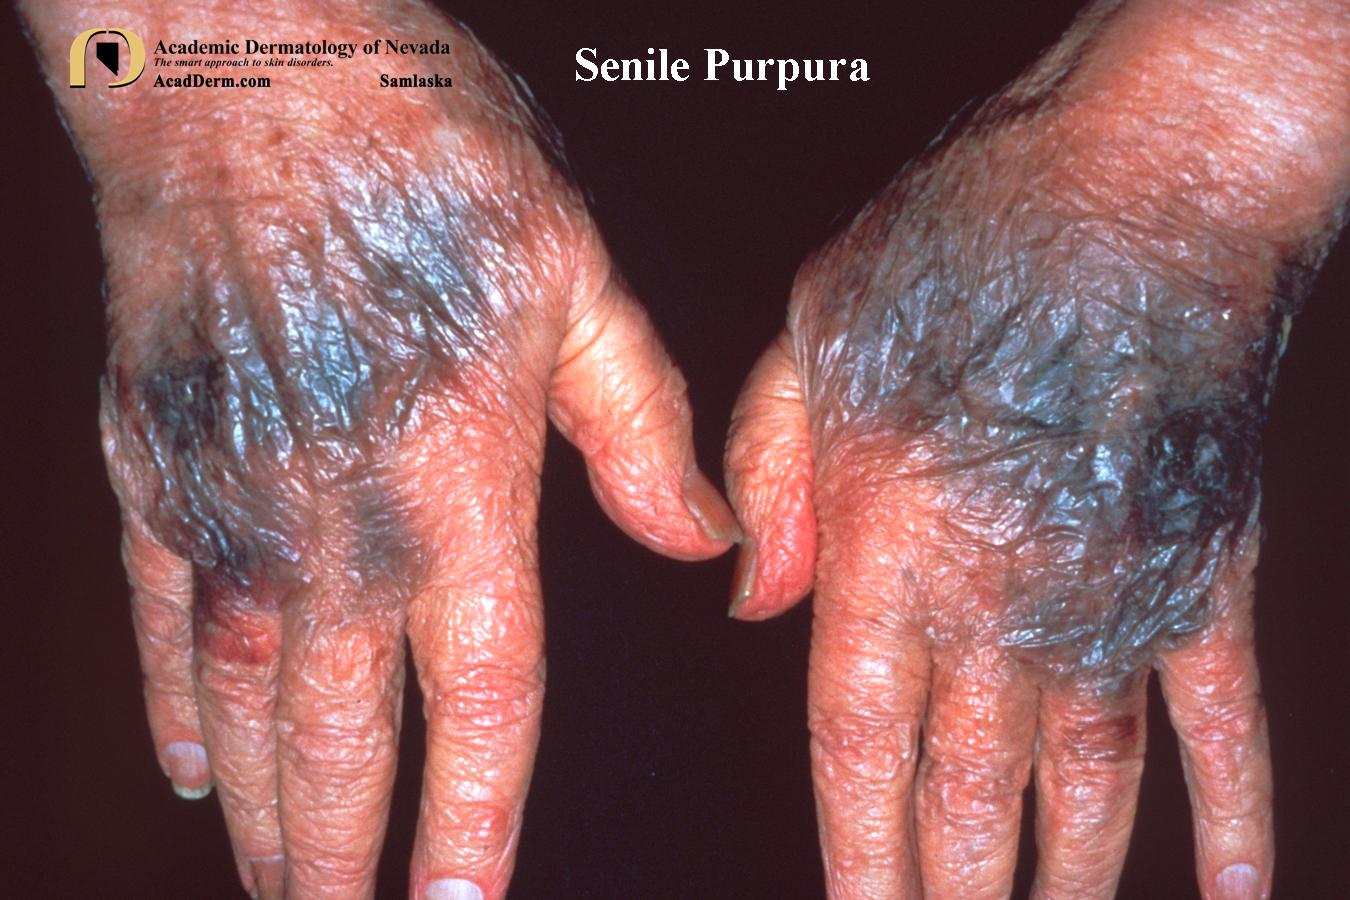 Academic Dermatology of Nevada
The smart approach to skin disorders.
AcadDerm.com Samlaska
Senile Purpura